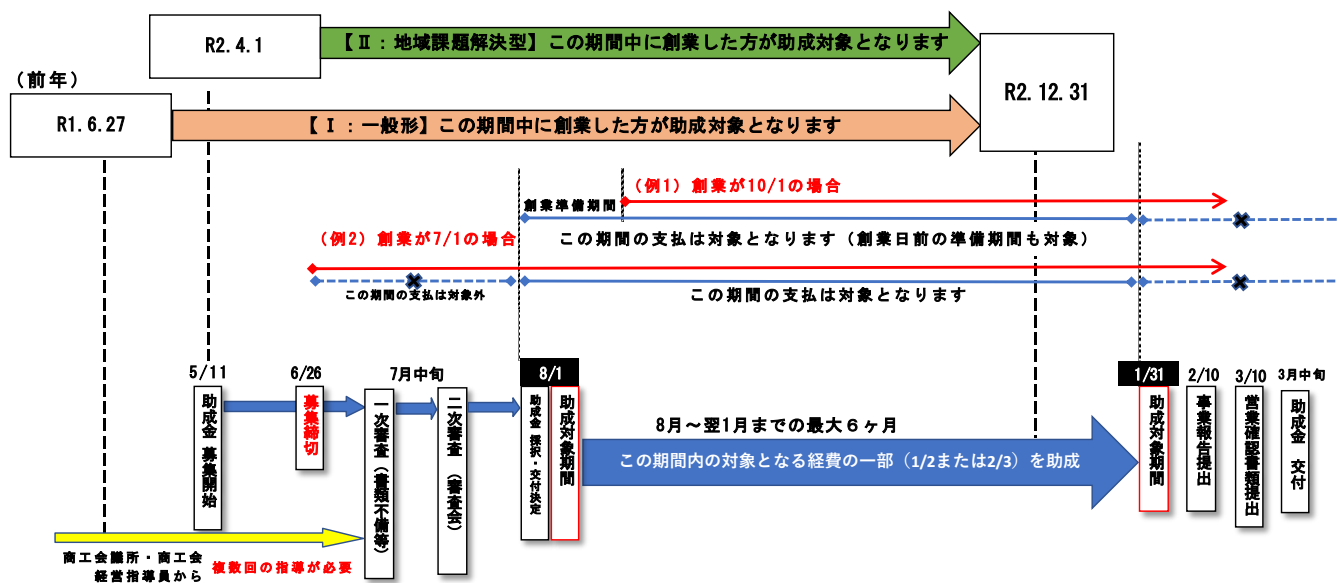 R2.4.1
【Ⅱ：地域課題解決型】この期間中に創業した方が助成対象となります
R2.12.31
（前年）
R1.6.27
【Ⅰ：一般形】この期間中に創業した方が助成対象となります
（例1）創業が10/1の場合
創業準備期間
（例2）創業が7/1の場合
この期間の支払は対象となります（創業日前の準備期間も対象）
この期間の支払は対象外
この期間の支払は対象となります
5/11
助成金 募集開始
6/26
募集締切
7月中旬
一次審査（書類不備等）
二次審査（審査会）
8/1
助成金 採択・交付決定
助成対象期間
8月～翌1月までの最大６ヶ月
この期間内の対象となる経費の一部（1/2または2/3）を助成
1/31
助成対象期間
2/10
事業報告提出
3/10
営業確認書類提出
3月中旬
助成金 交付
商工会議所・商工会
経営指導員から
複数回の指導が必要